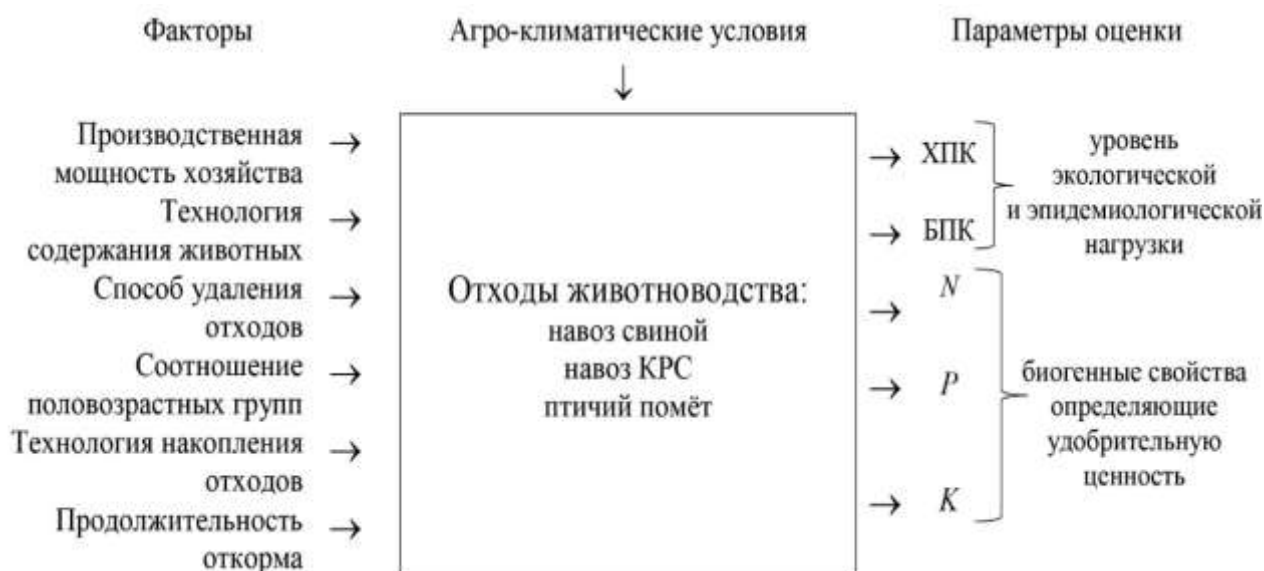 Факторы
Агро-климатические условия
Параметры оценки
Производственная
мощность хозяйства
Технология
содержания животных
Способ удаления
отходов
Соотношение
половозрастных групп
Технология накопления
отходов
Продолжительность
откорма
Отходы животноводства:
навоз свиной
навоз КРС
птичий помёт
ХПК
БПК
уровень
экологической
и эпидемиологической
нагрузки
N
P
K
биогенные свойства
определяющие
удобрительную
ценность